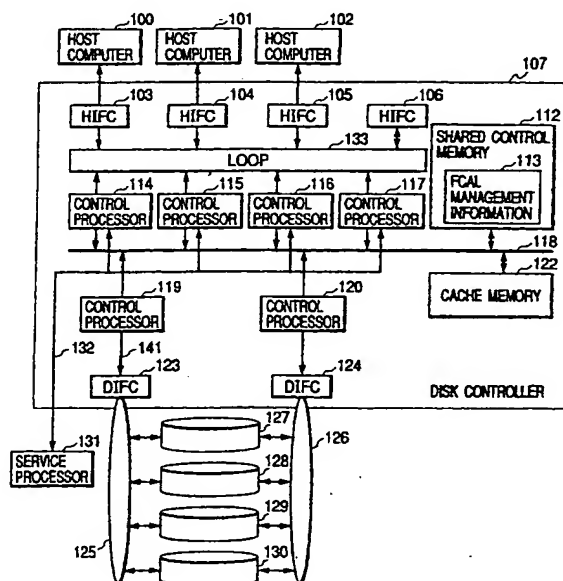 100
101
102
HOST COMPUTER
HOST COMPUTER
HOST COMPUTER
107
103
104
105
106
112
HIFC
HIFC
HIFC
HIFC
SHARED CONTROL MEMORY
133
LOOP
113
FCAL MANAGEMENT INFORMATION
114
115
116
117
CONTROL PROCESSOR
CONTROL PROCESSOR
CONTROL PROCESSOR
CONTROL PROCESSOR
118
122
CACHE MEMORY
119
120
CONTROL PROCESSOR
CONTROL PROCESSOR
132
141
123
124
DIFC
DIFC
DISK CONTROLLER
127
126
131
SERVICE PROCESSOR
128
129
125
130